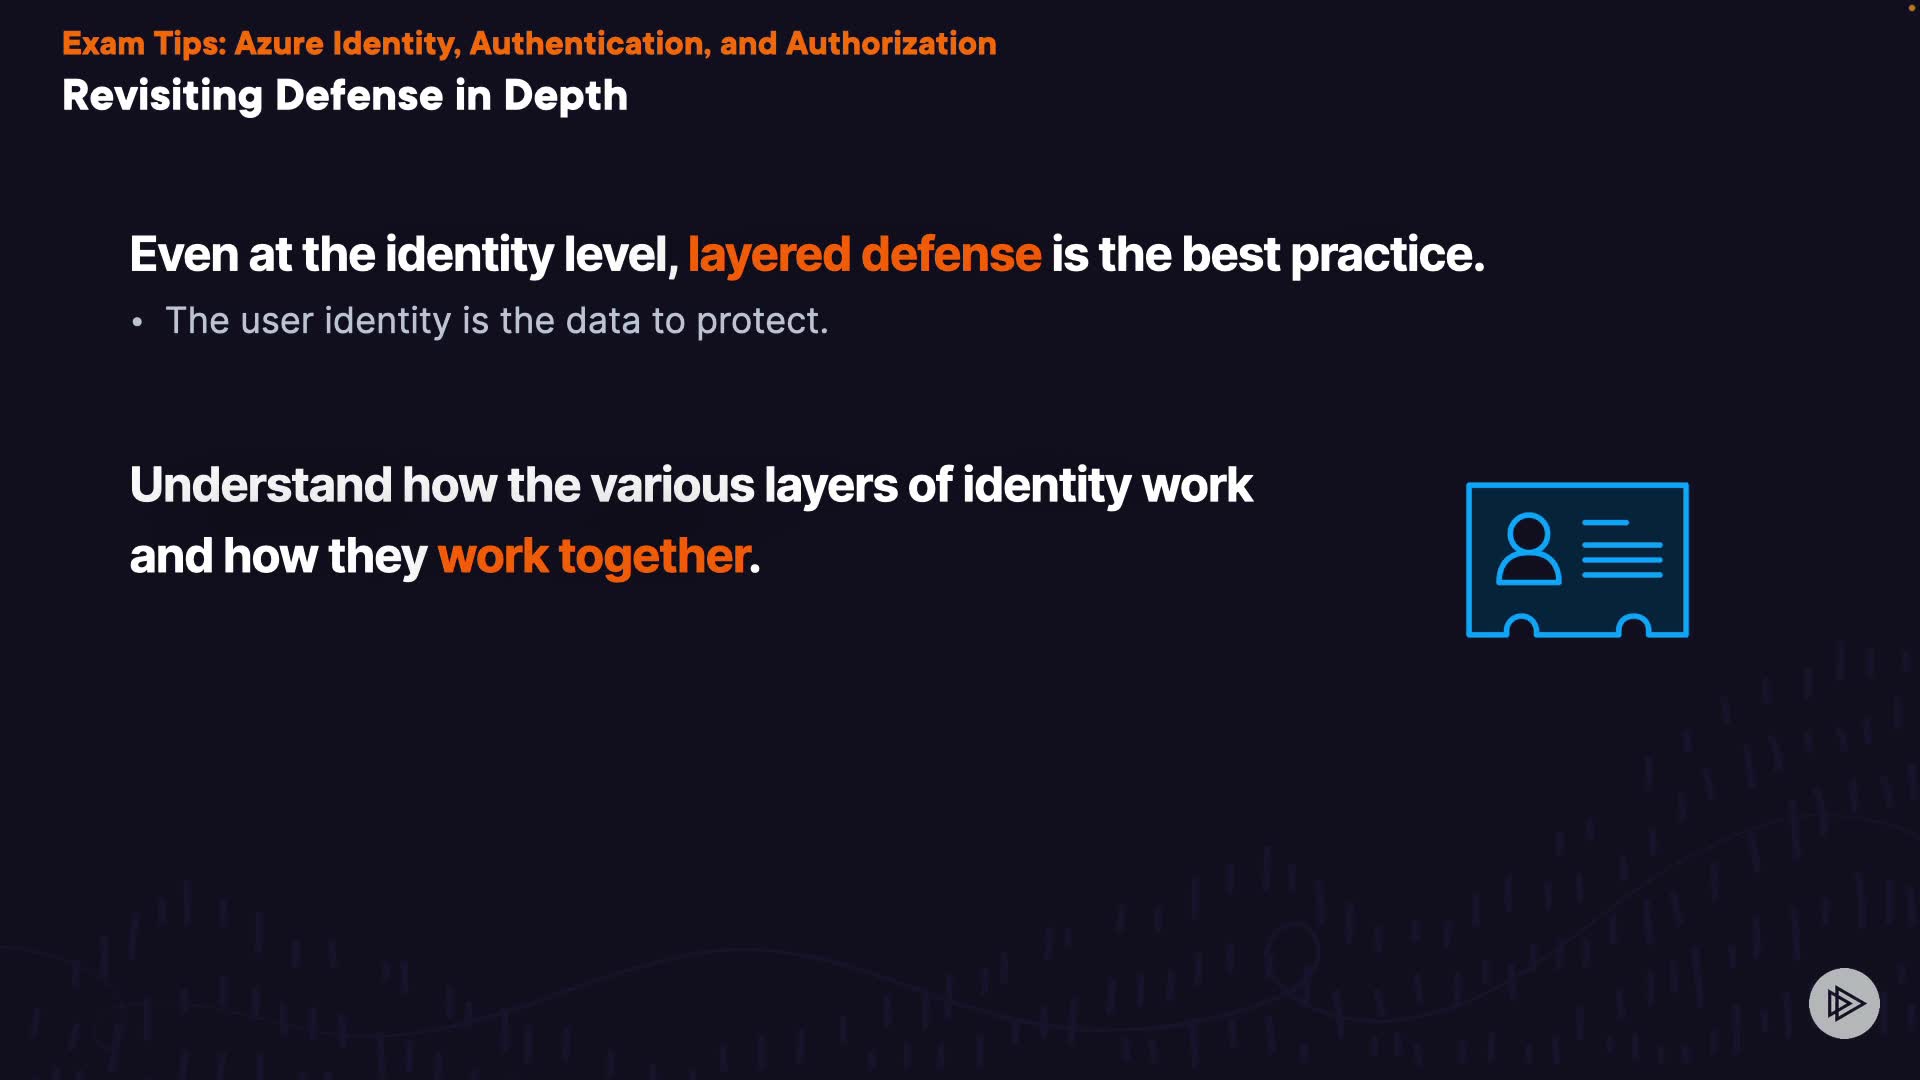 Exam Tips: Azure Identity, Authentication, and Authorization
Revisiting Defense in Depth
Even at the identity level, layered defense is the best practice.
• The user identity is the data to protect.
Understand how the various layers of identity work
and how they work together.